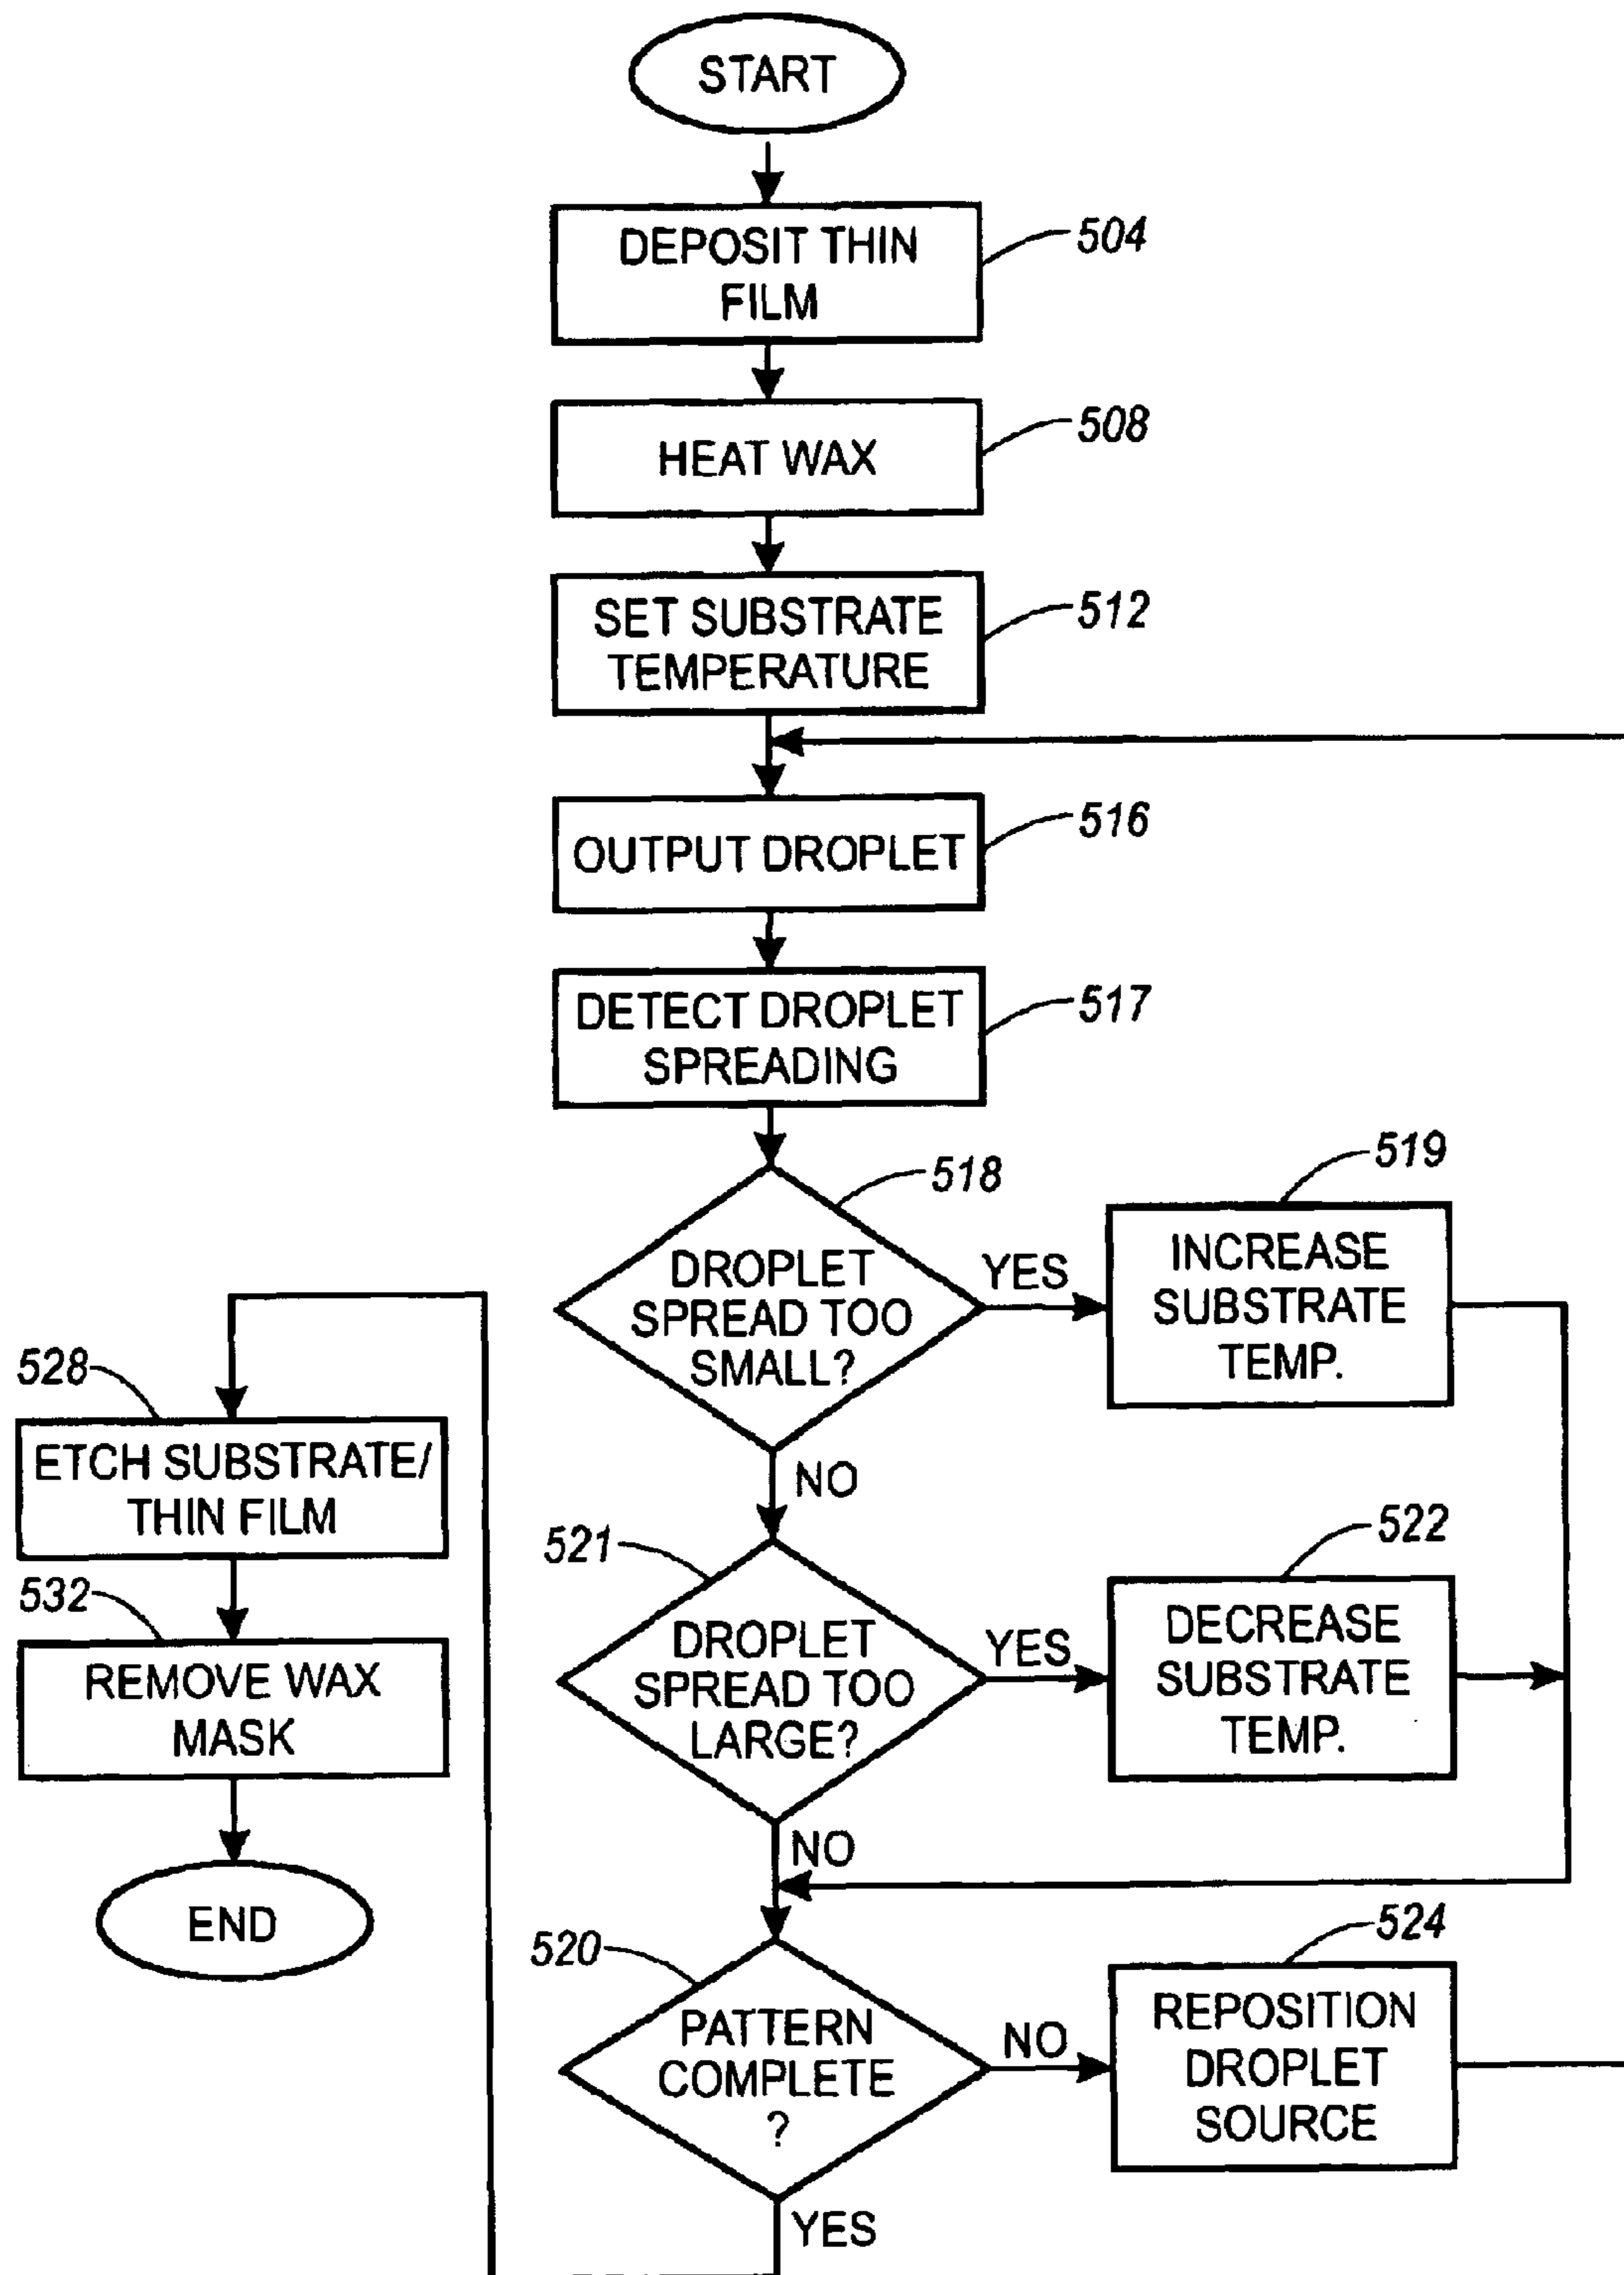 START
DEPOSIT THIN
FILM
504
HEAT WAX
508
SET SUBSTRATE
TEMPERATURE
512
OUTPUT DROPLET
516
DETECT DROPLET
SPREADING
517
518
DROPLET
SPREAD TOO
SMALL?
YES
519
INCREASE
SUBSTRATE
TEMP.
NO
521
DROPLET
SPREAD TOO
LARGE?
YES
522
DECREASE
SUBSTRATE
TEMP.
NO
520
PATTERN
COMPLETE
?
NO
524
REPOSITION
DROPLET
SOURCE
YES
528
ETCH SUBSTRATE/
THIN FILM
532
REMOVE WAX
MASK
END